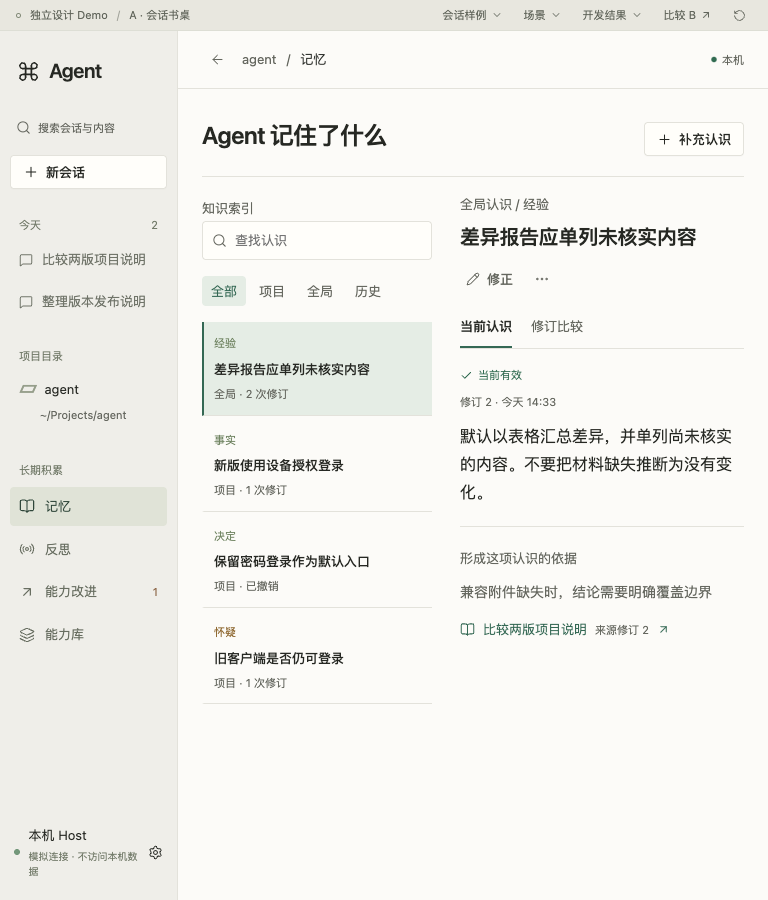 独立设计 Demo / A · 会话书桌
会话样例
场景
开发结果
比较 B
Agent
搜索会话与内容
新会话
今天 2
比较两版项目说明
整理版本发布说明
项目目录
agent
~/Projects/agent
长期积累
记忆
反思
能力改进 1
能力库
本机 Host
模拟连接 · 不访问本机数
据
agent / 记忆
本机
Agent 记住了什么
补充认识
知识索引
查找认识
全部 项目 全局 历史
经验
差异报告应单列未核实内容
全局 · 2 次修订
事实
新版使用设备授权登录
项目 · 1 次修订
决定
保留密码登录作为默认入口
项目 · 已撤销
怀疑
旧客户端是否仍可登录
项目 · 1 次修订
全局认识 / 经验
差异报告应单列未核实内容
修正
当前认识 修订比较
当前有效
修订 2 · 今天 14:33
默认以表格汇总差异，并单列尚未核实
的内容。不要把材料缺失推断为没有变
化。
形成这项认识的依据
兼容附件缺失时，结论需要明确覆盖边界
比较两版项目说明 来源修订 2